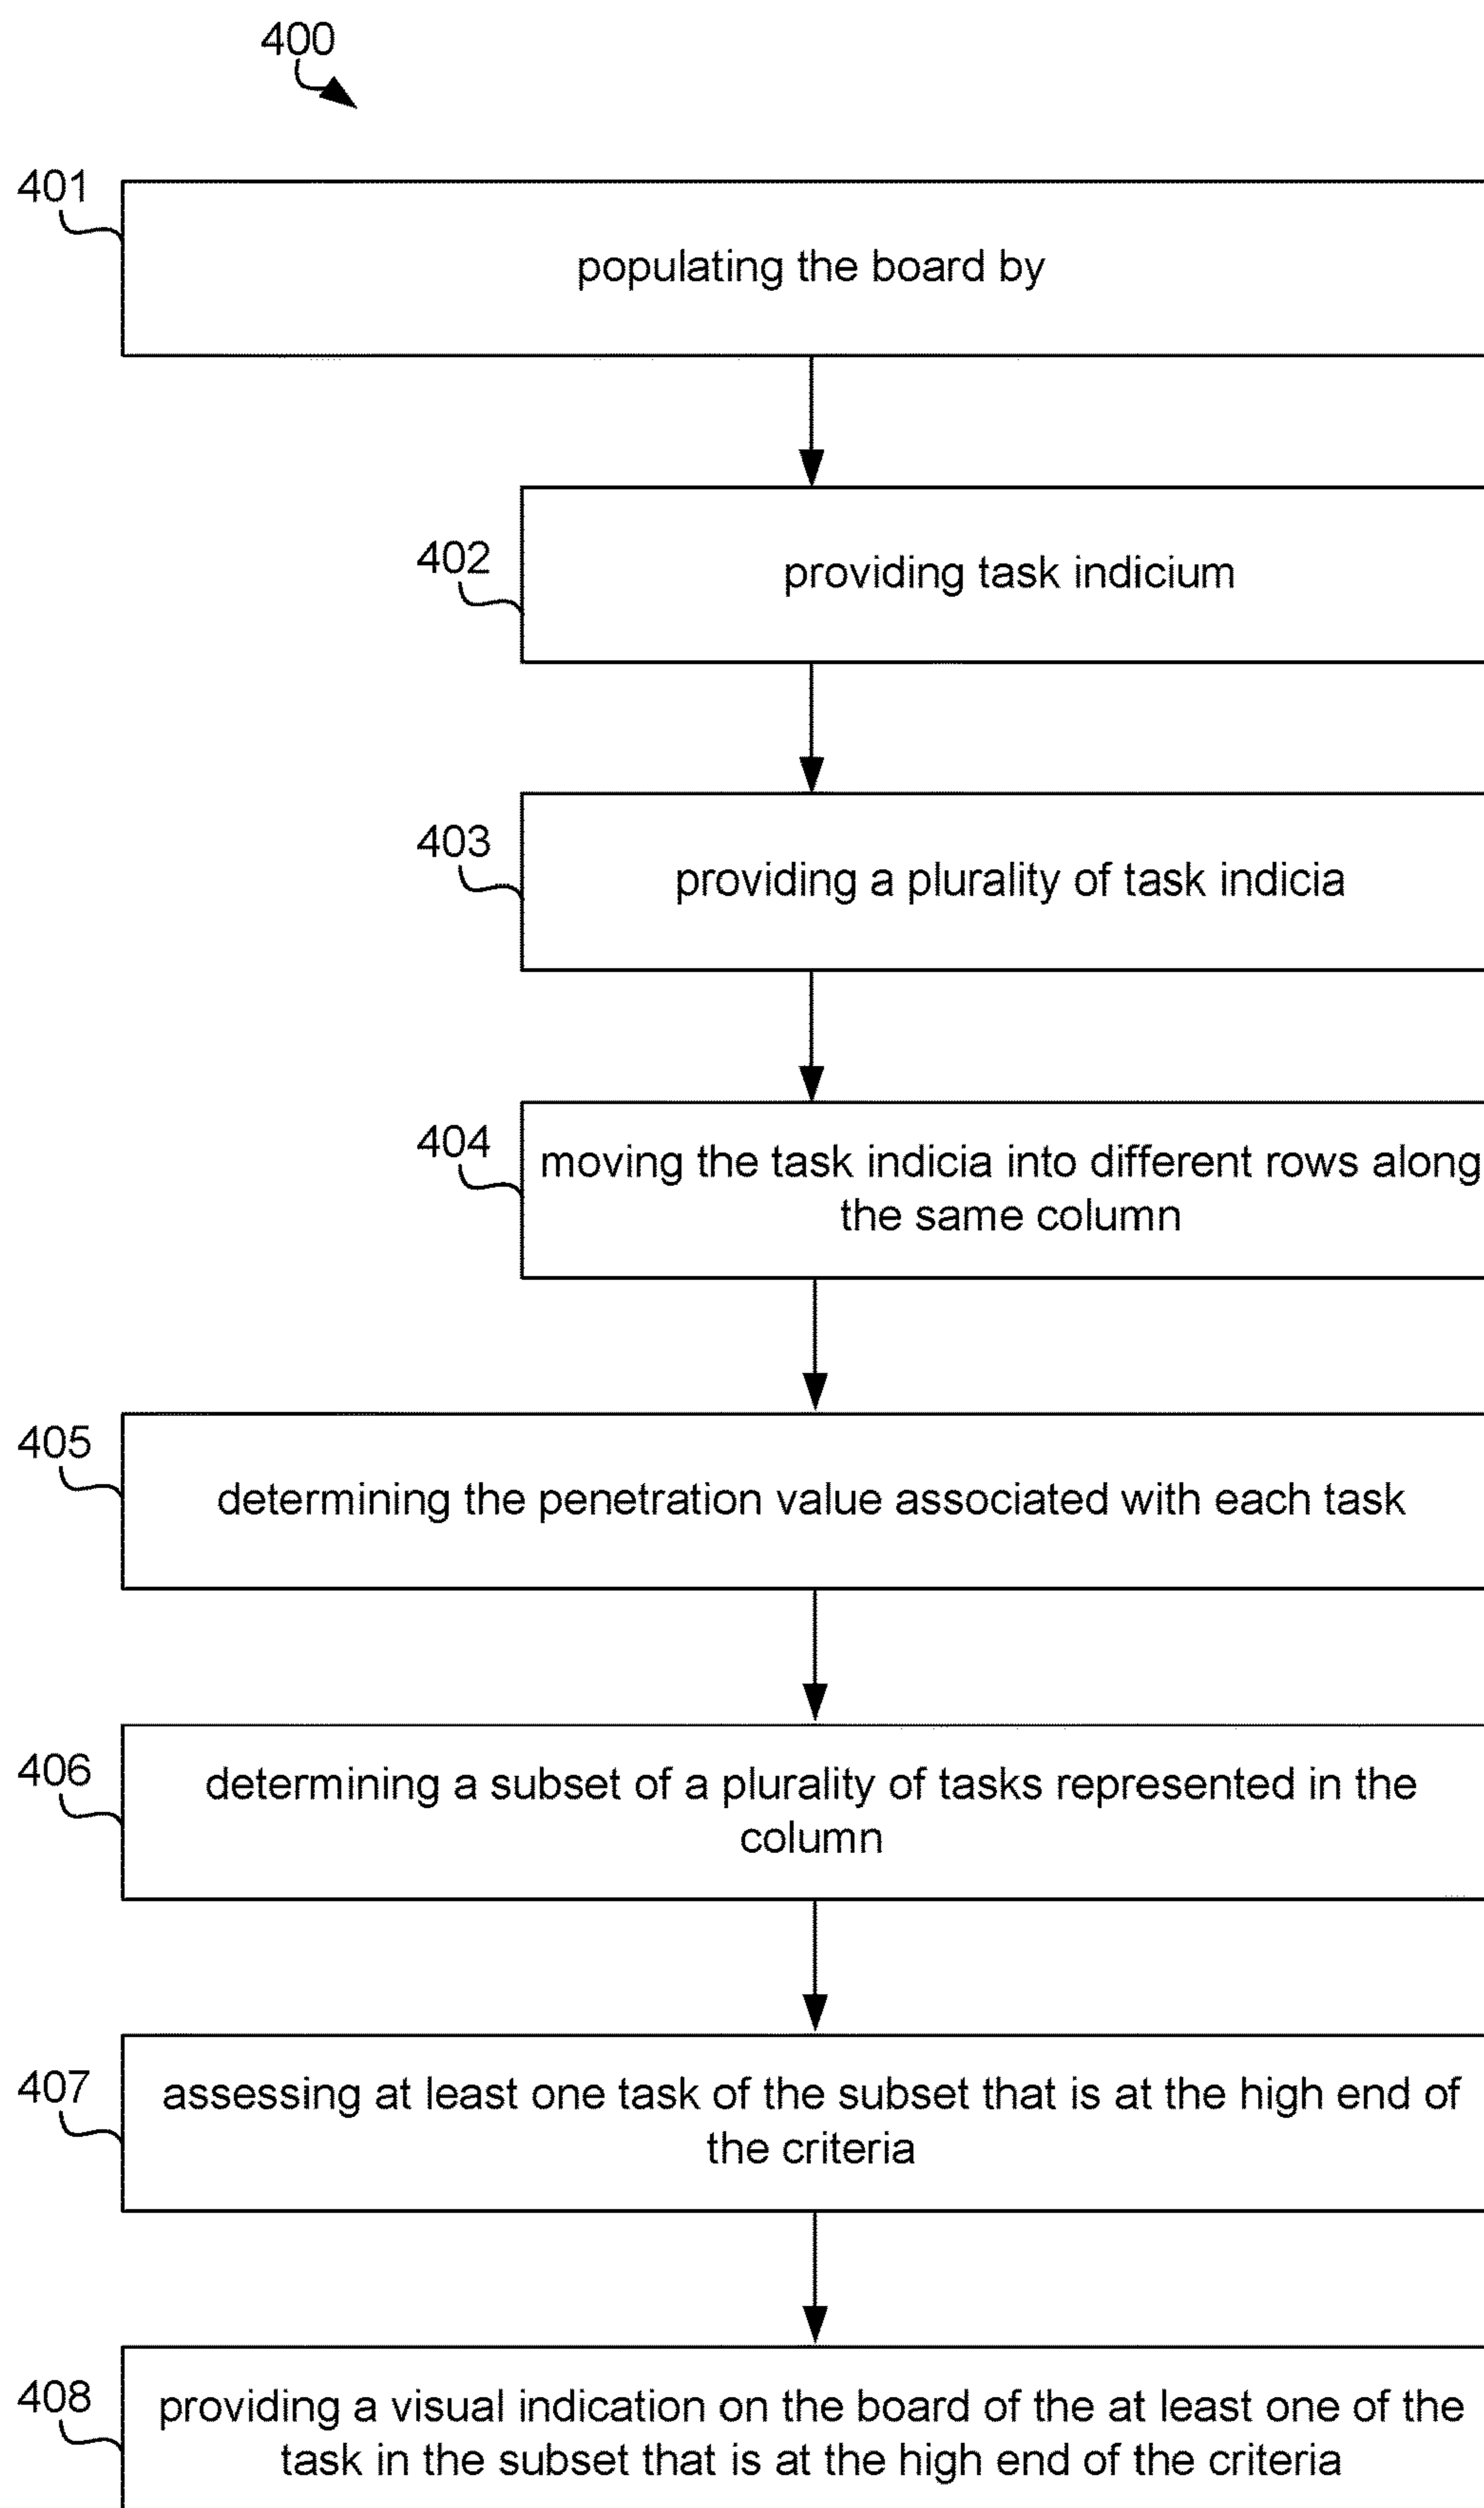 400
401
populating the board by
402
providing task indicium
403
providing a plurality of task indicia
404
moving the task indicia into different rows along
the same column
405
determining the penetration value associated with each task
406
determining a subset of a plurality of tasks represented in the
column
407
assessing at least one task of the subset that is at the high end of
the criteria
408
providing a visual indication on the board of the at least one of the
task in the subset that is at the high end of the criteria